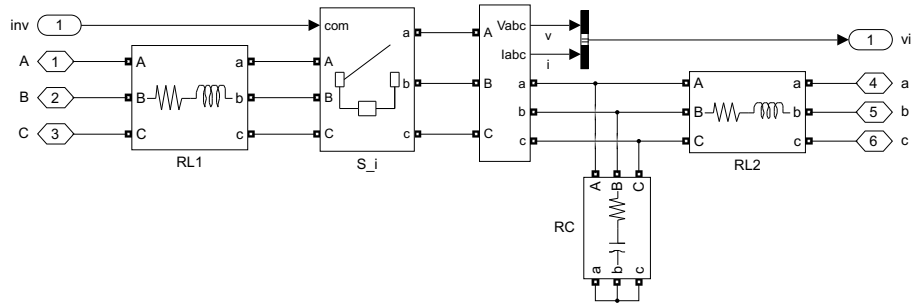 inv 1 com a A Vabc v 1 vi
A 1 A a A Iabc i
B 2 B b B b B a A a 4 a
C 3 C c C c C b B b 5 b
c C c 6 c
RL1 S_i RL2
A B C
RC
a b c